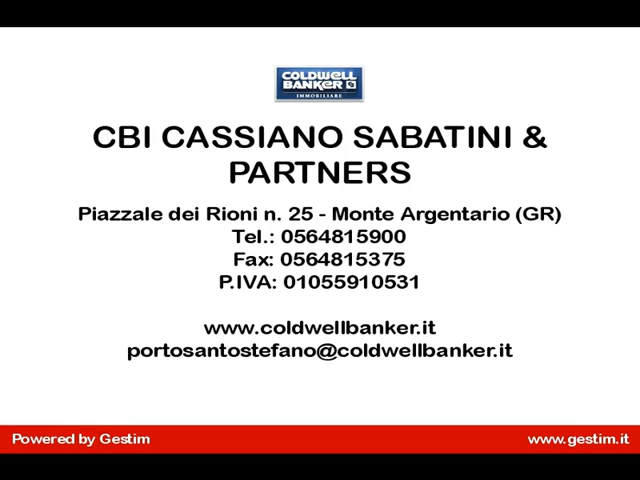 COLDWELL
BANKER CB
IMMOBILIARE
CBI CASSIANO SABATINI &
PARTNERS
Piazzale dei Rioni n. 25 - Monte Argentario (GR)
Tel.: 0564815900
Fax: 0564815375
P.IVA: 01055910531
www.coldwellbanker.it
portosantostefano@coldwellbanker.it
Powered by Gestim www.gestim.it